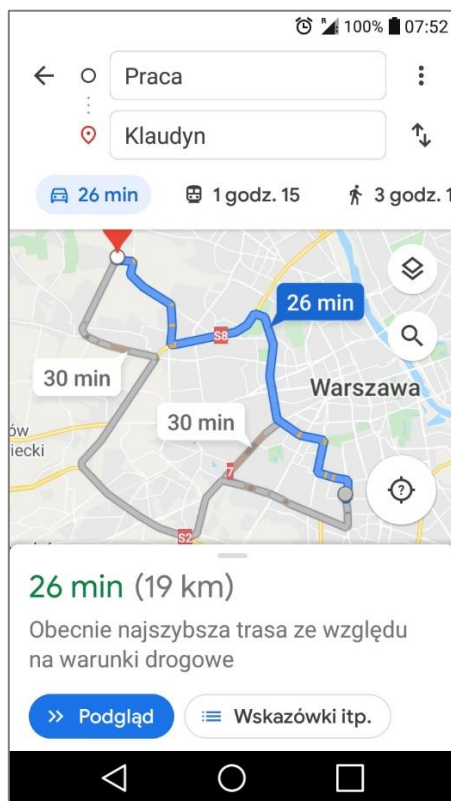 R 100% 07:52
Praca
Klaudyn
26 min 1 godz. 15 3 godz. 1
26 min
S8
30 min
Warszawa
30 min
ów
iecki
7
S2
?
26 min (19 km)
Obecnie najszybsza trasa ze względu
na warunki drogowe
Podgląd Wskazówki itp.